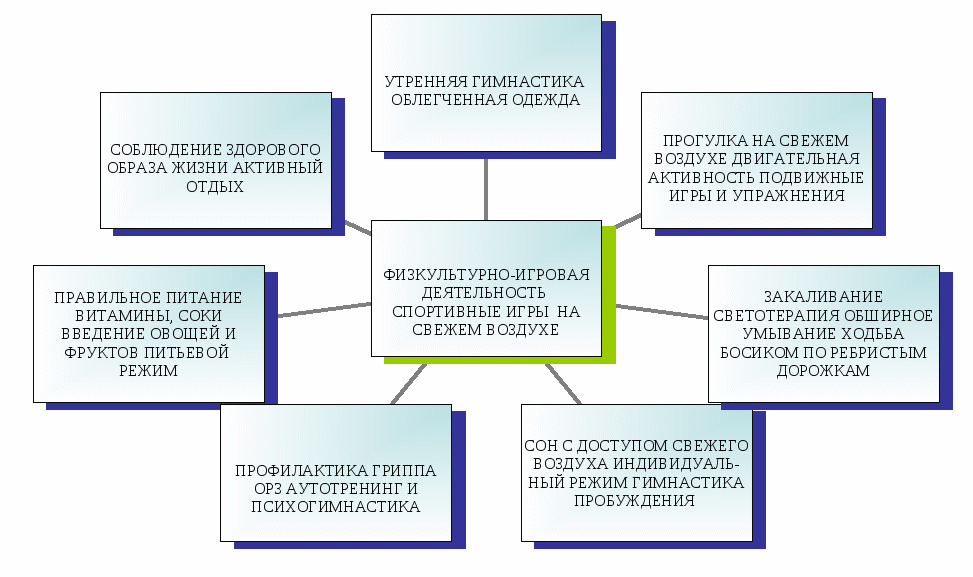 УТРЕННЯЯ ГИМНАСТИКА
ОБЛЕГЧЕННАЯ ОДЕЖДА
СОБЛЮДЕНИЕ ЗДОРОВОГО
ОБРАЗА ЖИЗНИ АКТИВНЫЙ
ОТДЫХ
ПРОГУЛКА НА СВЕЖЕМ
ВОЗДУХЕ ДВИГАТЕЛЬНАЯ
АКТИВНОСТЬ ПОДВИЖНЫЕ
ИГРЫ И УПРАЖНЕНИЯ
ФИЗКУЛЬТУРНО-ИГРОВАЯ
ДЕЯТЕЛЬНОСТЬ
СПОРТИВНЫЕ ИГРЫ НА
СВЕЖЕМ ВОЗДУХЕ
ПРАВИЛЬНОЕ ПИТАНИЕ
ВИТАМИНЫ, СОКИ
ВВЕДЕНИЕ ОВОЩЕЙ И
ФРУКТОВ ПИТЬЕВОЙ
РЕЖИМ
ЗАКАЛИВАНИЕ
СВЕТОТЕРАПИЯ ОБШИРНОЕ
УМЫВАНИЕ ХОДЬБА
БОСИКОМ ПО РЕБРИСТЫМ
ДОРОЖКАМ
ПРОФИЛАКТИКА ГРИППА
ОРЗ АУТОТРЕНИНГ И
ПСИХОГИМНАСТИКА
СОН С ДОСТУПОМ СВЕЖЕГО
ВОЗДУХА ИНДИВИДУАЛЬ-
НЫЙ РЕЖИМ ГИМНАСТИКА
ПРОБУЖДЕНИЯ